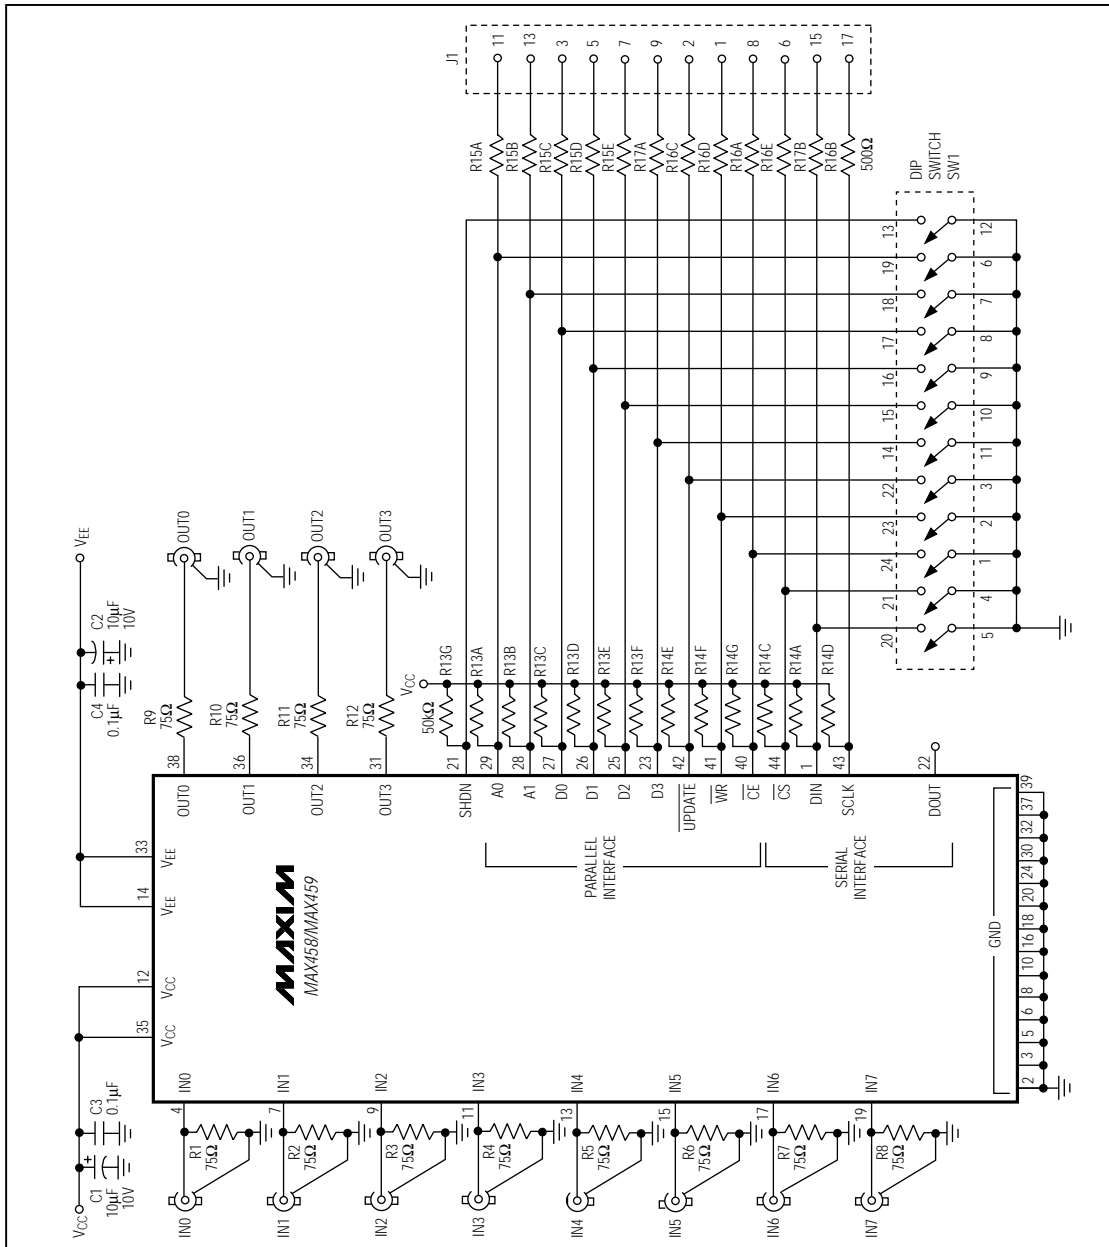 J1
11
13
3
5
7
9
2
1
8
6
15
17
R15A
R15B
R15C
R15D
R15E
R17A
R16C
R16D
R16A
R16E
R17B
R16B
500Ω
DIP
SWITCH
SW1
13
19
18
17
16
15
14
22
23
24
21
20
12
6
7
8
9
10
11
3
2
1
4
5
VEE
C2
10µF
10V
+
C4
0.1µF
OUT0
OUT1
OUT2
OUT3
R9
75Ω
R10
75Ω
R11
75Ω
R12
75Ω
VCC
50kΩ
R13G
R13A
R13B
R13C
R13D
R13E
R13F
R14E
R14F
R14G
R14C
R14A
R14D
38
36
34
31
21
29
28
27
26
25
23
42
41
40
44
1
43
22
OUT0
OUT1
OUT2
OUT3
SHDN
A0
A1
D0
D1
D2
D3
UPDATE
WR
CE
CS
DIN
SCLK
DOUT
PARALLEL
INTERFACE
SERIAL
INTERFACE
33
VEE
14
VEE
12
VCC
35
VCC
MAXIM
MAX458/MAX459
GND
39
37
32
30
24
20
18
16
10
8
6
5
3
2
IN0
IN1
IN2
IN3
IN4
IN5
IN6
IN7
4
7
9
11
13
15
17
19
R1
75Ω
R2
75Ω
R3
75Ω
R4
75Ω
R5
75Ω
R6
75Ω
R7
75Ω
R8
75Ω
IN0
IN1
IN2
IN3
IN4
IN5
IN6
IN7
VCC
C1
10µF
10V
+
C3
0.1µF